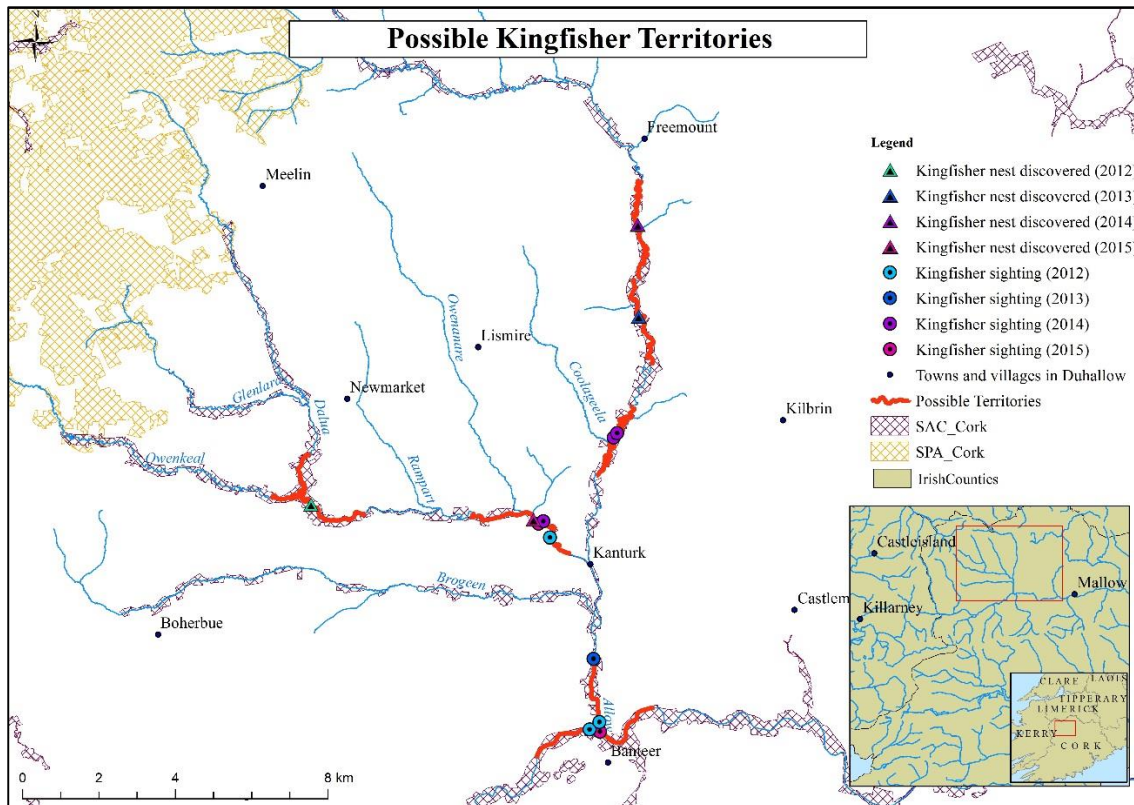 Possible Kingfisher Territories
Freemount
Meelin
Legend
Kingfisher nest discovered (2012)
Kingfisher nest discovered (2013)
Kingfisher nest discovered (2014)
Kingfisher nest discovered (2015)
Kingfisher sighting (2012)
Kingfisher sighting (2013)
Kingfisher sighting (2014)
Kingfisher sighting (2015)
Towns and villages in Duhallow
Possible Territories
SAC_Cork
SPA_Cork
IrishCounties
Owenanare
Lismire
Coolageela
Newmarket
Glenlara
Dalua
Kilbrin
Owenkeal
Rampart
Kanturk
Brogeen
Boherbue
Castlem
Allow
Banteer
0 2 4 8 km
Castleisland
Mallow
Killarney
CLARE
LAOIS
TIPPERARY
LIMERICK
KERRY
CORK